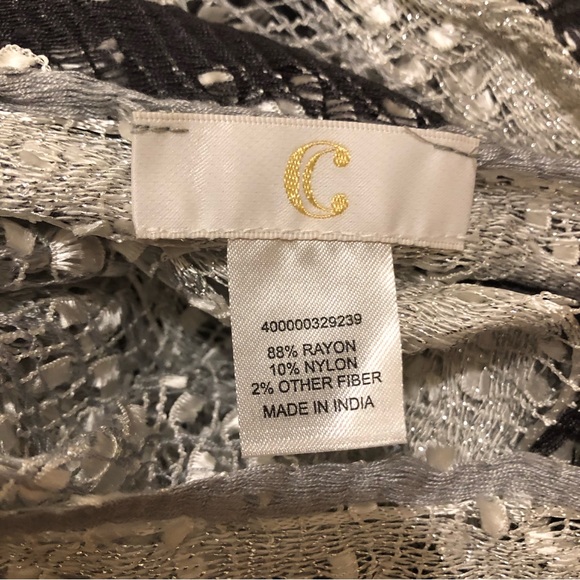 C
400000329239
88% RAYON
10% NYLON
2% OTHER FIBER
MADE IN INDIA